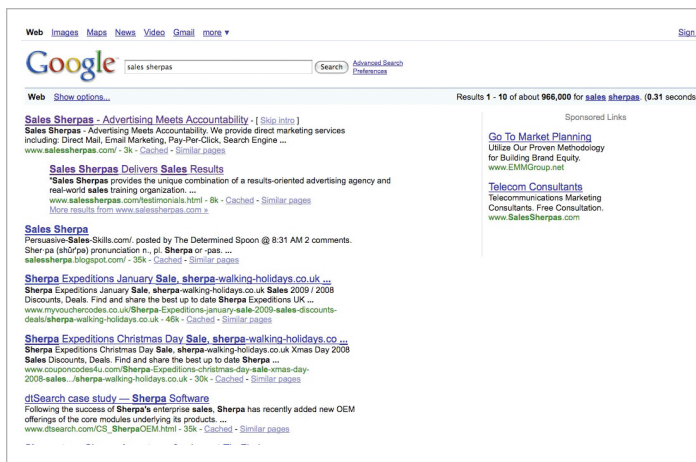 Web Images Maps News Video Gmail more ▼ Sign
Google sales sherpas Search Advanced Search
Preferences
Web Show options... Results 1 - 10 of about 966,000 for sales sherpas. (0.31 seconds
Sales Sherpas - Advertising Meets Accountability - [ Skip intro ]
Sales Sherpas - Advertising Meets Accountability. We provide direct marketing services
including: Direct Mail, Email Marketing, Pay-Per-Click, Search Engine ...
www.salessherpas.com/ - 3k - Cached - Similar pages
Sales Sherpas Delivers Sales Results
"Sales Sherpas provides the unique combination of a results-oriented advertising agency and
real-world sales training organization. ...
www.salessherpas.com/testimonials.html - 8k - Cached - Similar pages
More results from www.salessherpas.com »
Sales Sherpa
Persuasive-Sales-Skills.com/. posted by The Determined Spoon @ 8:31 AM 2 comments.
Sher·pa (shûr'pə) pronunciation n., pl. Sherpa or -pas. ...
salessherpa.blogspot.com/ - 35k - Cached - Similar pages
Sherpa Expeditions January Sale, sherpa-walking-holidays.co.uk ...
Sherpa Expeditions January Sale, sherpa-walking-holidays.co.uk Sales 2009 / 2008
Discounts, Deals. Find and share the best up to date Sherpa Expeditions UK ...
www.myvouchercodes.co.uk/Sherpa-Expeditions-january-sale-2009-sales-discounts-
deals/sherpa-walking-holidays.co.uk - 46k - Cached - Similar pages
Sherpa Expeditions Christmas Day Sale, sherpa-walking-holidays.co ...
Sherpa Expeditions Christmas Day Sale, sherpa-walking-holidays.co.uk Xmas Day 2008
Sales Discounts, Deals. Find and share the best up to date Sherpa ...
www.couponcodes4u.com/Sherpa-Expeditions-christmas-day-sale-xmas-day-
2008-sales.../sherpa-walking-holidays.co.uk - 30k - Cached - Similar pages
dtSearch case study — Sherpa Software
Following the success of Sherpa's enterprise sales, Sherpa has recently added new OEM
offerings of the core modules underlying its products. ...
www.dtsearch.com/CS_SherpaOEM.html - 35k - Cached - Similar pages
Sponsored Links
Go To Market Planning
Utilize Our Proven Methodology
for Building Brand Equity.
www.EMMGroup.net
Telecom Consultants
Telecommunications Marketing
Consultants. Free Consultation.
www.SalesSherpas.com